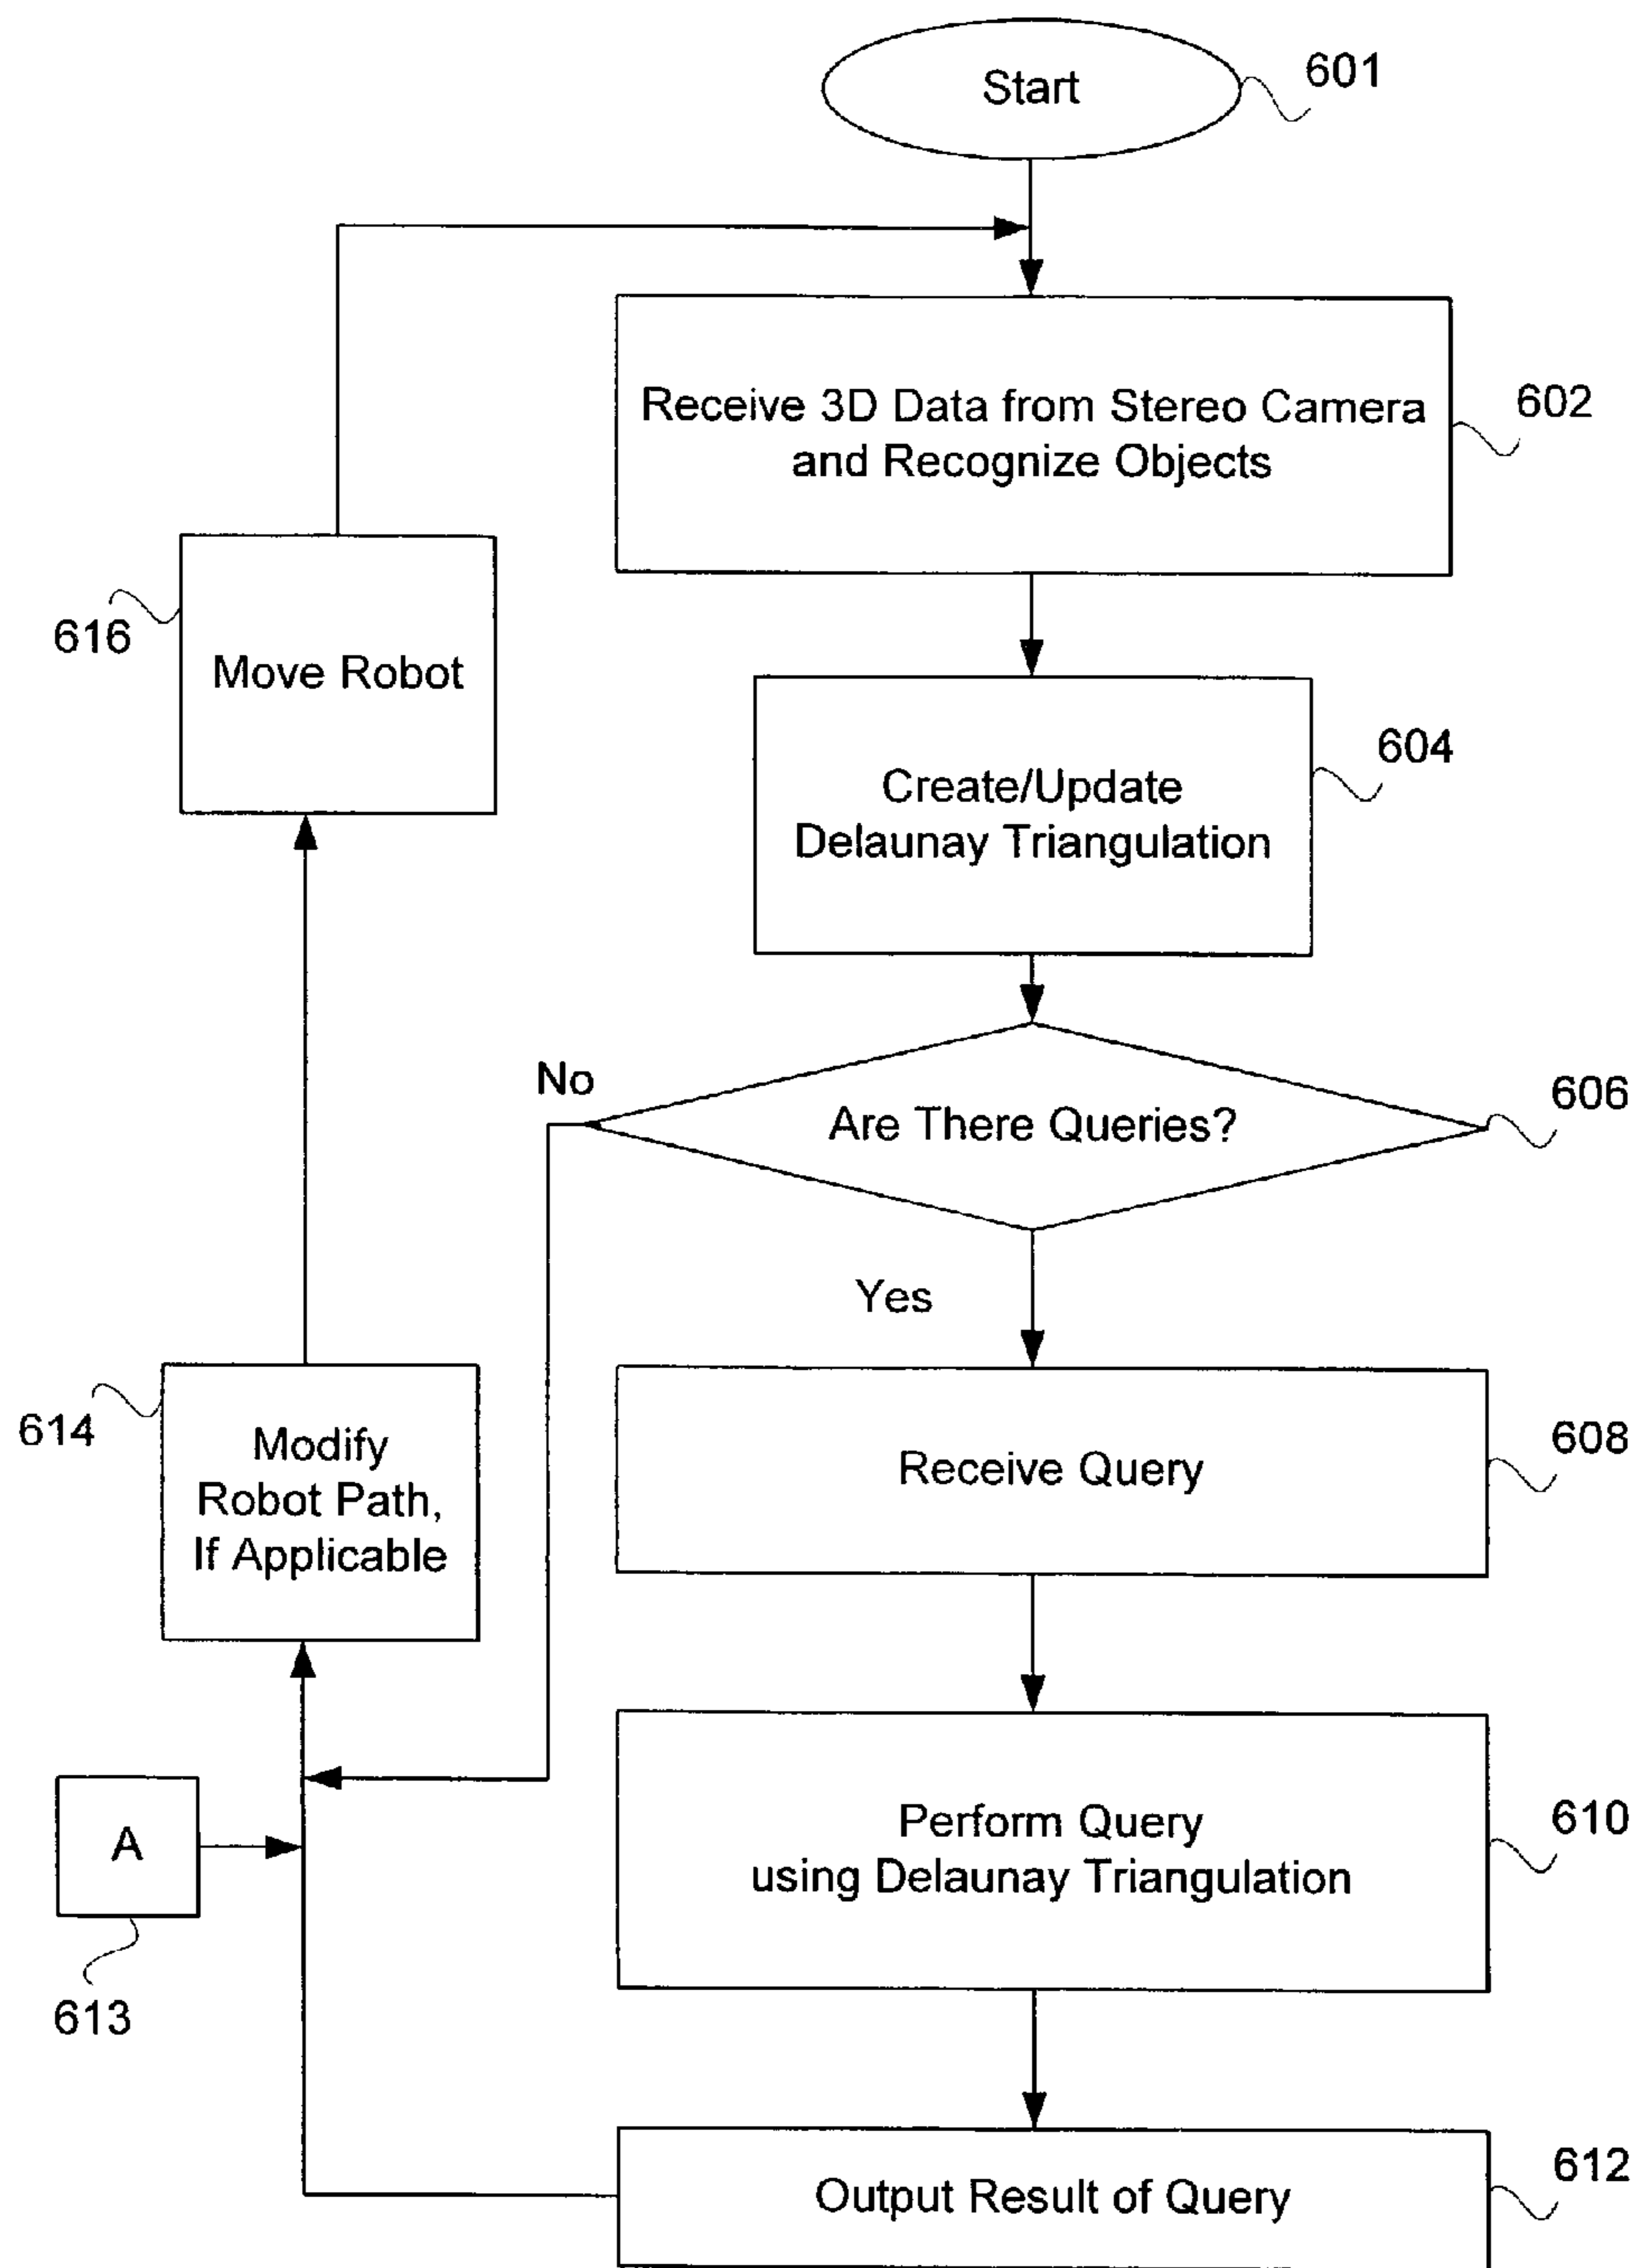 Start
601
Receive 3D Data from Stereo Camera
and Recognize Objects
602
616
Move Robot
Create/Update
Delaunay Triangulation
604
No
Are There Queries?
606
Yes
614
Modify
Robot Path,
If Applicable
Receive Query
608
A
613
Perform Query
using Delaunay Triangulation
610
Output Result of Query
612